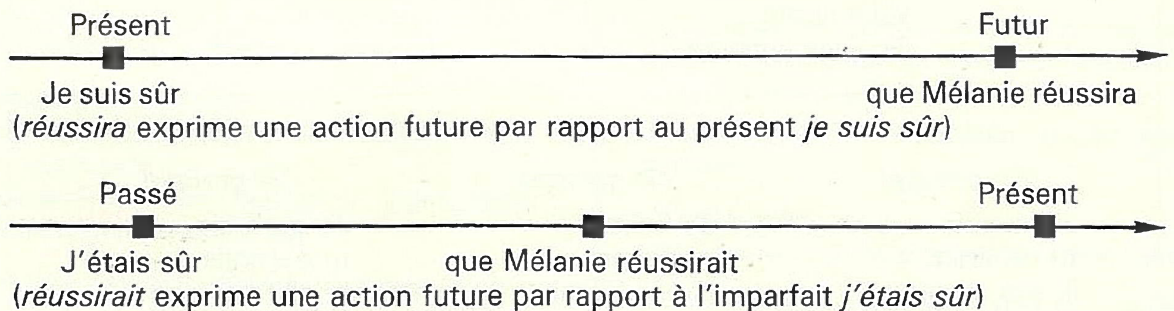 Présent Futur
Je suis sûr que Mélanie réussira
(réussira exprime une action future par rapport au présent je suis sûr)
Passé Présent
J'étais sûr que Mélanie réussirait
(réussirait exprime une action future par rapport à l'imparfait j'étais sûr)